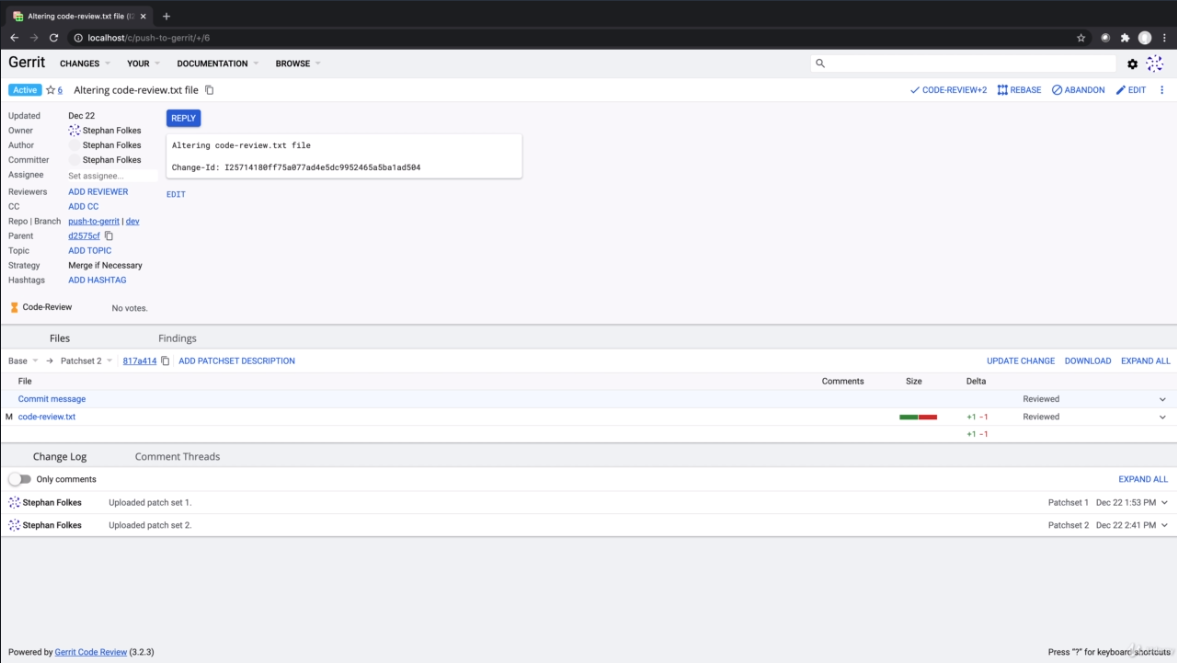 Altering code-review.txt file (
localhost/c/push-to-gerrit/+/6
Gerrit CHANGES YOUR DOCUMENTATION BROWSE
Active 6 Altering code-review.txt file CODE-REVIEW+2 REBASE ABANDON EDIT
Updated Dec 22 REPLY
Owner Stephan Folkes
Author Stephan Folkes Altering code-review.txt file
Committer Stephan Folkes
Assignee Set assignee... Change-Id: I25714180ff75a077ad4e5dc9952465a5ba1ad504
Reviewers ADD REVIEWER EDIT
CC ADD CC
Repo | Branch push-to-gerrit | dev
Parent d2575cf
Topic ADD TOPIC
Strategy Merge if Necessary
Hashtags ADD HASHTAG
Code-Review No votes.
Files Findings
Base → Patchset 2 817a414 ADD PATCHSET DESCRIPTION UPDATE CHANGE DOWNLOAD EXPAND ALL
File Comments Size Delta
Commit message Reviewed
M code-review.txt +1 -1 Reviewed
+1 -1
Change Log Comment Threads
Only comments EXPAND ALL
Stephan Folkes Uploaded patch set 1. Patchset 1 Dec 22 1:53 PM
Stephan Folkes Uploaded patch set 2. Patchset 2 Dec 22 2:41 PM
Powered by Gerrit Code Review (3.2.3) Press "?" for keyboard shortcuts